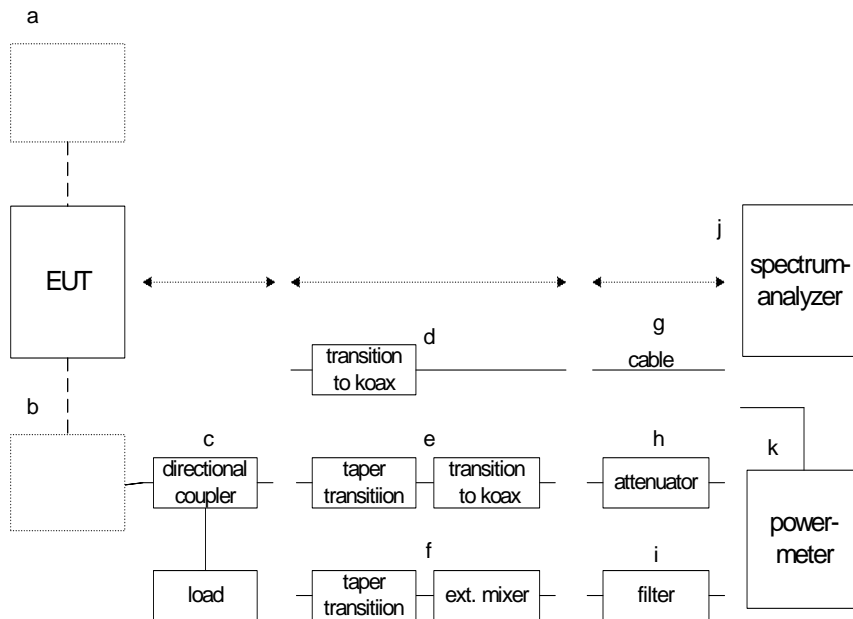 a
EUT
j
spectrum-
analyzer
d
transition
to koax
g
cable
b
c
directional
coupler
e
taper
transitiion
transition
to koax
h
attenuator
k
power-
meter
load
f
taper
transitiion
ext. mixer
i
filter